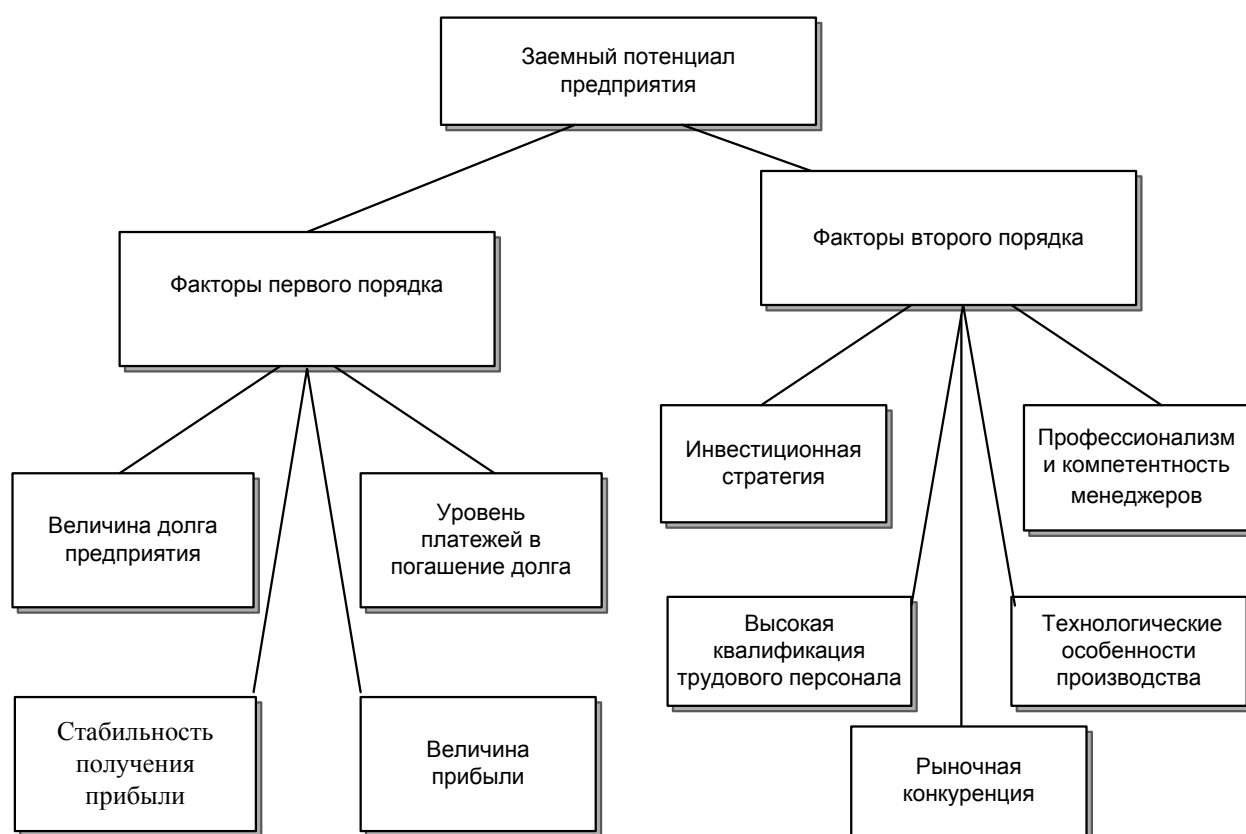 Заемный потенциал
предприятия
Факторы первого порядка
Факторы второго порядка
Величина долга
предприятия
Уровень
платежей в
погашение долга
Стабильность
получения
прибыли
Величина
прибыли
Инвестиционная
стратегия
Профессионализм
и компетентность
менеджеров
Высокая
квалификация
трудового персонала
Технологические
особенности
производства
Рыночная
конкуренция